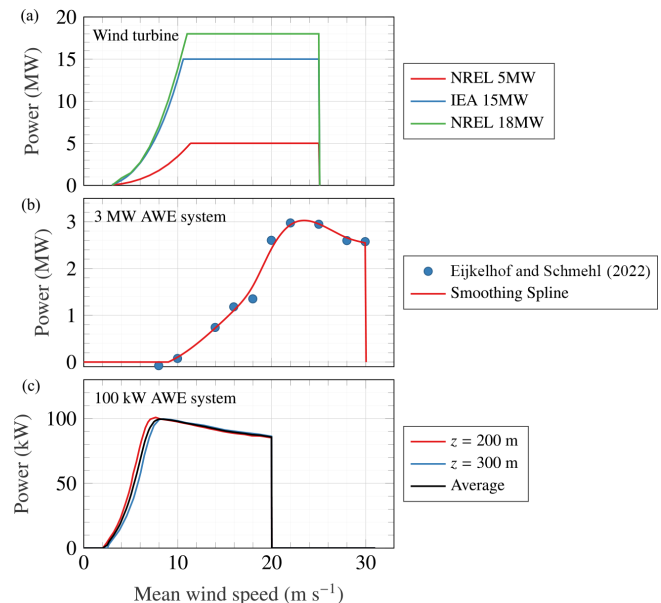 (a)
Wind turbine
Power (MW)
20
15
10
5
0
NREL 5MW
IEA 15MW
NREL 18MW
(b)
3 MW AWE system
Power (MW)
3
2
1
0
Eijkelhof and Schmehl (2022)
Smoothing Spline
(c)
100 kW AWE system
Power (kW)
100
50
0
z = 200 m
z = 300 m
Average
0 10 20 30
Mean wind speed (m s⁻¹)